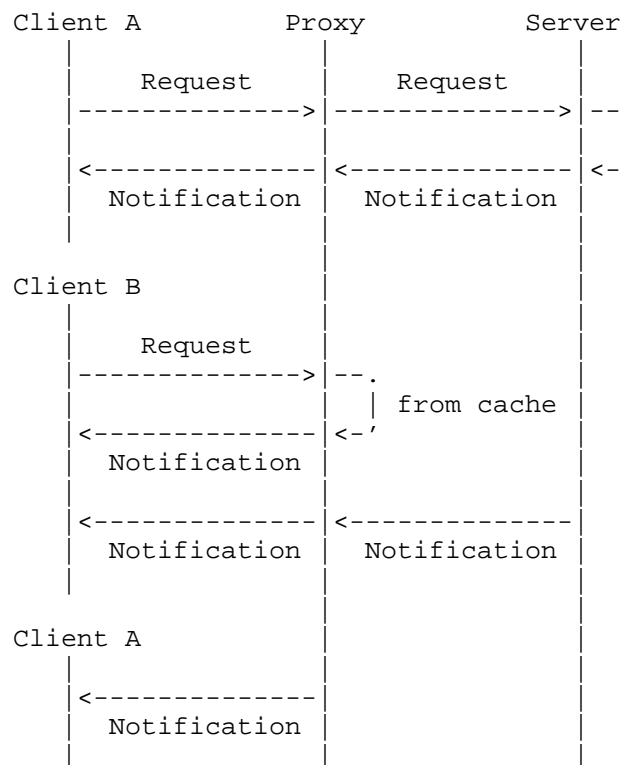 Client A Proxy Server
Request Request
Notification Notification
Client B
Request
from cache
Notification
Notification Notification
Client A
Notification